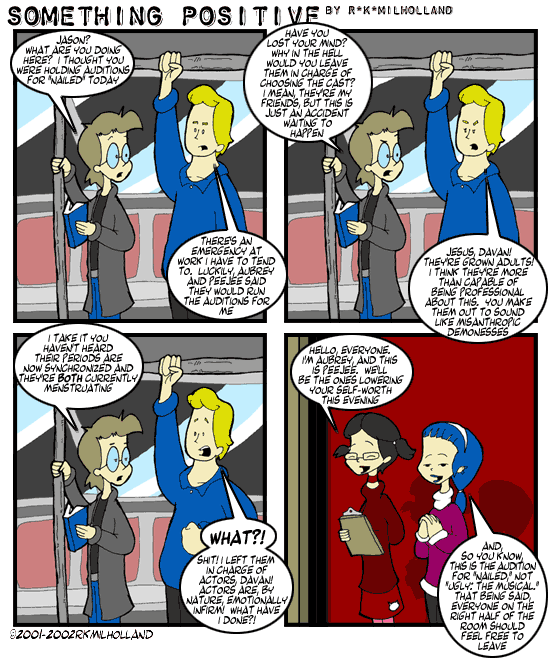 SOMETHING POSITIVE BY R*K*MILHOLLAND
JASON?
WHAT ARE YOU DOING
HERE? I THOUGHT YOU
WERE HOLDING AUDITIONS
FOR "NAILED" TODAY
THERE'S AN
EMERGENCY AT
WORK I HAVE TO TEND
TO. LUCKILY, AUBREY
AND PEEJEE SAID
THEY WOULD RUN
THE AUDITIONS FOR
ME
HAVE YOU
LOST YOUR MIND?
WHY IN THE HELL
WOULD YOU LEAVE
THEM IN CHARGE OF
CHOOSING THE CAST?
I MEAN, THEY'RE MY
FRIENDS, BUT THIS IS
JUST AN ACCIDENT
WAITING TO
HAPPEN
JESUS, DAVAN!
THEY'RE GROWN ADULTS!
I THINK THEY'RE MORE
THAN CAPABLE OF
BEING PROFESSIONAL
ABOUT THIS. YOU MAKE
THEM OUT TO SOUND
LIKE MISANTHROPIC
DEMONESSES
I TAKE IT YOU
HAVEN'T HEARD
THEIR PERIODS ARE
NOW SYNCHRONIZED AND
THEY'RE BOTH CURRENTLY
MENSTRUATING
WHAT?!
SHIT! I LEFT THEM
IN CHARGE OF
ACTORS, DAVAN!
ACTORS ARE, BY
NATURE, EMOTIONALLY
INFIRM! WHAT HAVE
I DONE?!
HELLO, EVERYONE.
I'M AUBREY, AND THIS
IS PEEJEE. WE'LL
BE THE ONES LOWERING
YOUR SELF-WORTH
THIS EVENING
AND,
SO YOU KNOW,
THIS IS THE AUDITION
FOR "NAILED," NOT
"UGLY: THE MUSICAL."
THAT BEING SAID,
EVERYONE ON THE
RIGHT HALF OF THE
ROOM SHOULD
FEEL FREE TO
LEAVE
©2001-2002RKMILHOLLAND